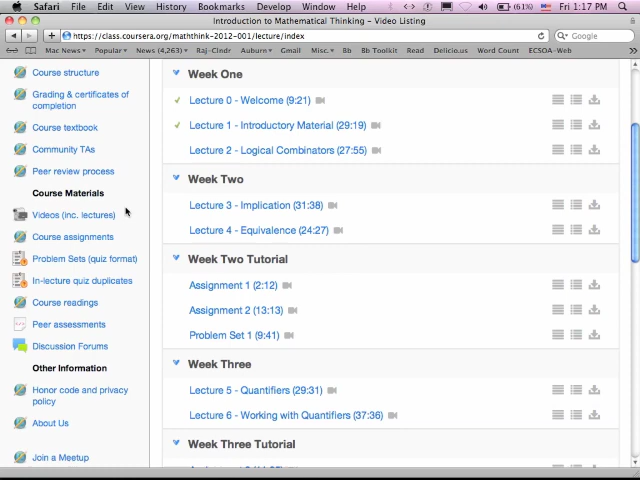 Safari File Edit View History Bookmarks Develop Window Help (61%) Fri 1:17 PM
Introduction to Mathematical Thinking – Video Listing
https://class.coursera.org/maththink-2012-001/lecture/index
Google
Mac News Popular News (4,263) Raj-Cindr Auburn Gmail Misc. Bb Bb Toolkit Read Delicio.us Word Count ECSOA-Web
Course structure
Grading & certificates of
completion
Course textbook
Community TAs
Peer review process
Course Materials
Videos (inc. lectures)
Course assignments
Problem Sets (quiz format)
In-lecture quiz duplicates
Course readings
Peer assessments
Discussion Forums
Other Information
Honor code and privacy
policy
About Us
Join a Meetup
Week One
Lecture 0 - Welcome (9:21)
Lecture 1 - Introductory Material (29:19)
Lecture 2 - Logical Combinators (27:55)
Week Two
Lecture 3 - Implication (31:38)
Lecture 4 - Equivalence (24:27)
Week Two Tutorial
Assignment 1 (2:12)
Assignment 2 (13:13)
Problem Set 1 (9:41)
Week Three
Lecture 5 - Quantifiers (29:31)
Lecture 6 - Working with Quantifiers (37:36)
Week Three Tutorial